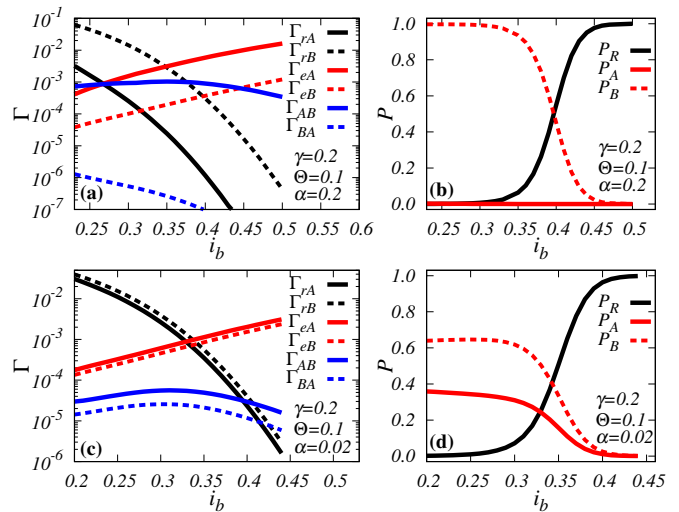 10⁻¹
10⁻²
10⁻³
10⁻⁴
10⁻⁵
10⁻⁶
10⁻⁷
Γ
Γ_rA
Γ_rB
Γ_eA
Γ_eB
Γ_AB
Γ_BA
γ=0.2
Θ=0.1
α=0.2
(a)
0.25 0.3 0.35 0.4 0.45 0.5 0.55 0.6
i_b
1.0
0.8
0.6
0.4
0.2
0.0
P
P_R
P_A
P_B
γ=0.2
Θ=0.1
α=0.2
(b)
0.25 0.3 0.35 0.4 0.45 0.5
i_b
10⁻²
10⁻³
10⁻⁴
10⁻⁵
10⁻⁶
Γ
Γ_rA
Γ_rB
Γ_eA
Γ_eB
Γ_AB
Γ_BA
γ=0.2
Θ=0.1
α=0.02
(c)
0.2 0.25 0.3 0.35 0.4 0.45 0.5
i_b
1.0
0.8
0.6
0.4
0.2
0.0
P
P_R
P_A
P_B
γ=0.2
Θ=0.1
α=0.02
(d)
0.2 0.25 0.3 0.35 0.4 0.45
i_b